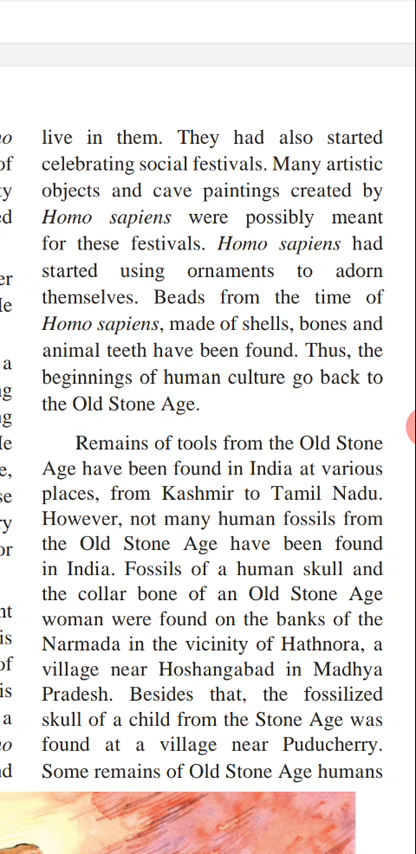 live in them. They had also started
celebrating social festivals. Many artistic
objects and cave paintings created by
Homo sapiens were possibly meant
for these festivals. Homo sapiens had
started using ornaments to adorn
themselves. Beads from the time of
Homo sapiens, made of shells, bones and
animal teeth have been found. Thus, the
beginnings of human culture go back to
the Old Stone Age.
Remains of tools from the Old Stone
Age have been found in India at various
places, from Kashmir to Tamil Nadu.
However, not many human fossils from
the Old Stone Age have been found
in India. Fossils of a human skull and
the collar bone of an Old Stone Age
woman were found on the banks of the
Narmada in the vicinity of Hathnora, a
village near Hoshangabad in Madhya
Pradesh. Besides that, the fossilized
skull of a child from the Stone Age was
found at a village near Puducherry.
Some remains of Old Stone Age humans